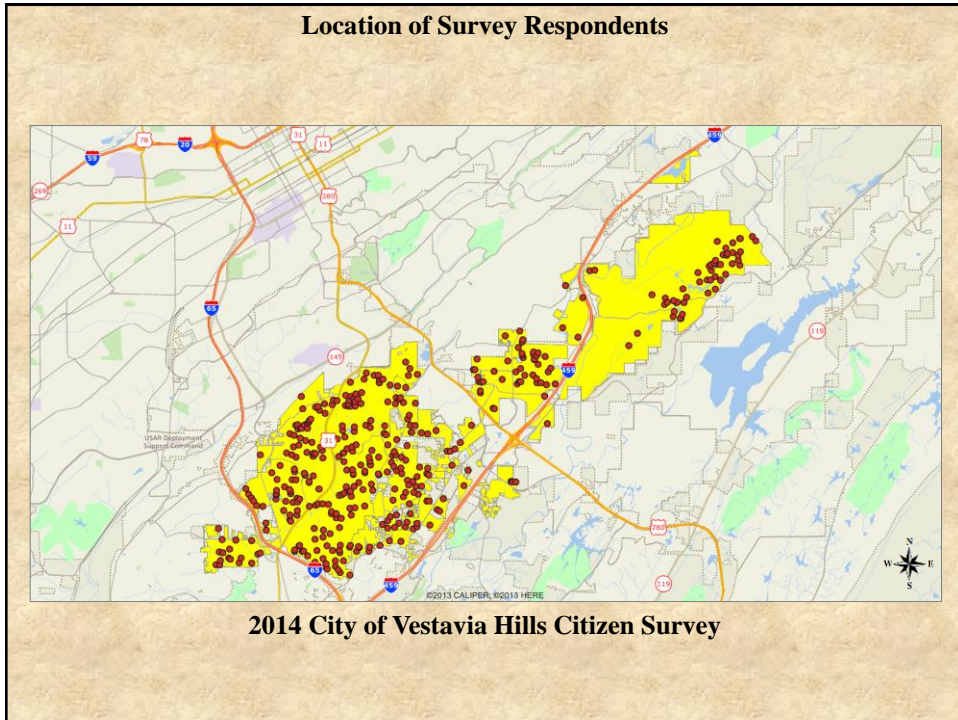 Location of Survey Respondents
78
31
11
20
59
459
269
280
11
65
119
149
459
31
USAR Deployment
Support Command
280
65
459
119
N
W E
S
©2013 CALIPER; ©2013 HERE
2014 City of Vestavia Hills Citizen Survey